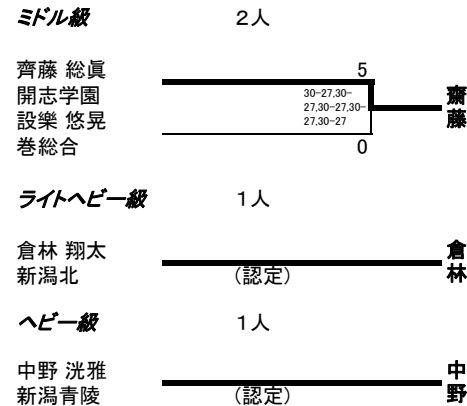 ミドル級 2人
齊藤 総眞 5
開志学園 30-27,30-
設樂 悠晃 27,30-27,30-
27,30-27
巻総合 0
齋藤
ライトヘビー級 1人
倉林 翔太
新潟北 (認定)
倉林
ヘビー級 1人
中野 洸雅
新潟青陵 (認定)
中野